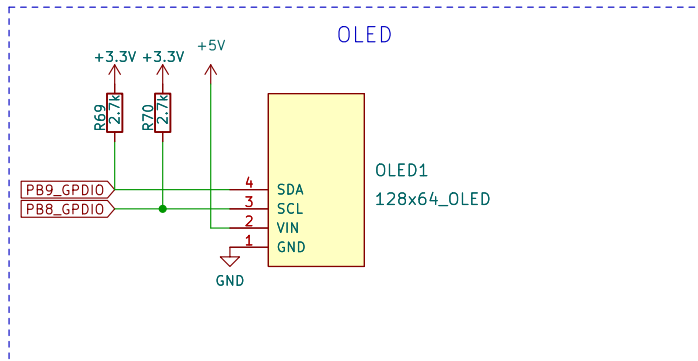 OLED
+5V
+3.3V
+3.3V
R69
2.7k
R70
2.7k
OLED1
128x64_OLED
PB9_GPDIO
4
SDA
PB8_GPDIO
3
SCL
2
VIN
1
GND
GND